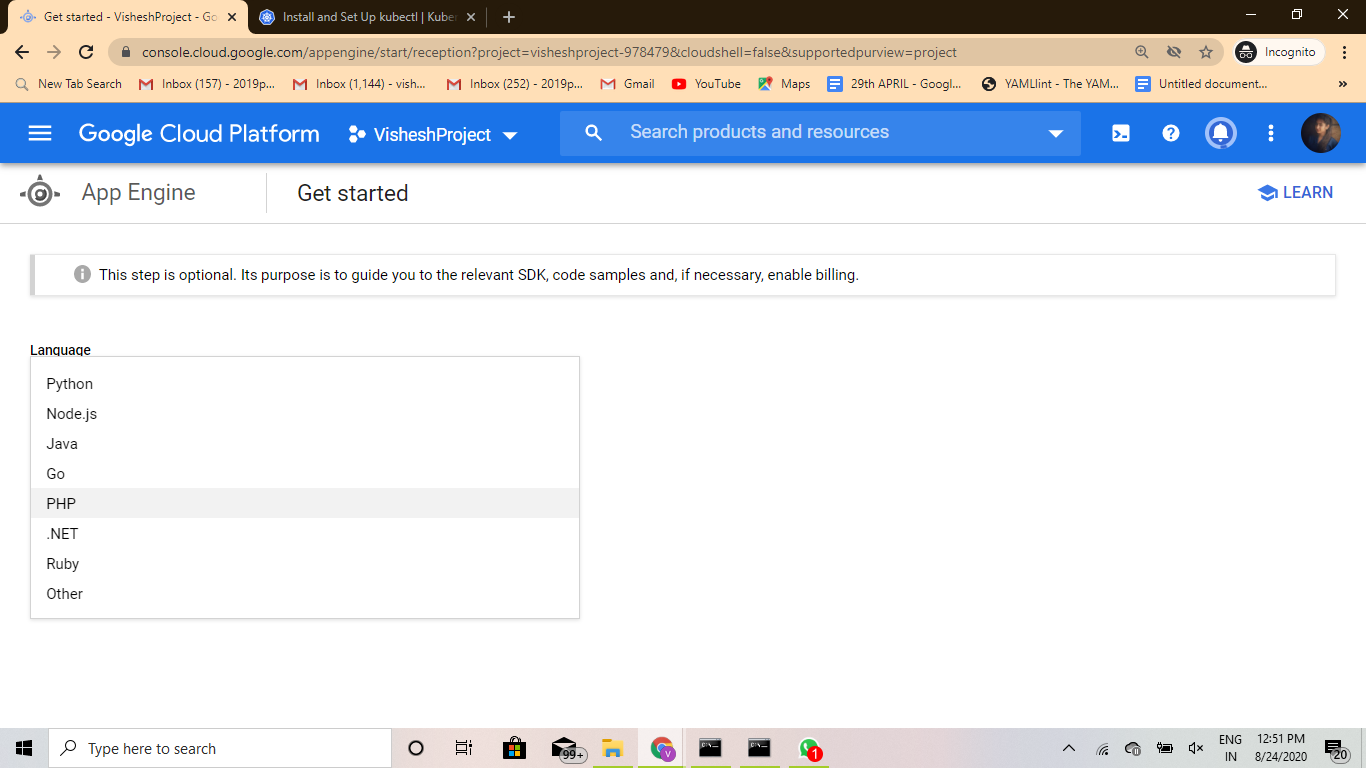 Get started - VisheshProject - Go
Install and Set Up kubectl | Kuber
console.cloud.google.com/appengine/start/reception?project=visheshproject-978479&cloudshell=false&supportedpurview=project
Incognito
New Tab Search
Inbox (157) - 2019p...
Inbox (1,144) - vish...
Inbox (252) - 2019p...
Gmail
YouTube
Maps
29th APRIL - Googl...
YAMLlint - The YAM...
Untitled document...
»
Google Cloud Platform
VisheshProject
Search products and resources
App Engine
Get started
LEARN
This step is optional. Its purpose is to guide you to the relevant SDK, code samples and, if necessary, enable billing.
Language
Python
Node.js
Java
Go
PHP
.NET
Ruby
Other
Type here to search
99+
V
1
ENG
IN
12:51 PM
8/24/2020
20